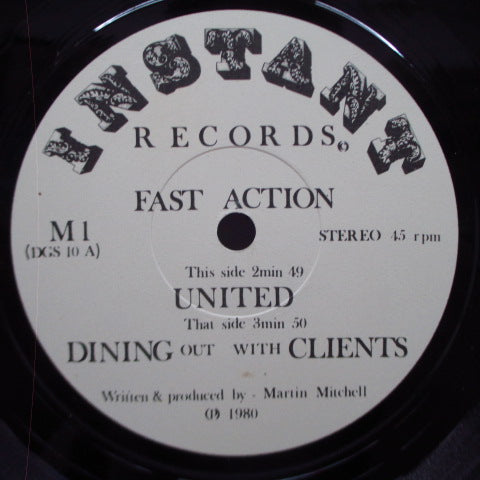 INSTANT
RECORDS,
FAST ACTION
M1
(DGS 10 A)
STEREO 45 rpm
This side 2min 49
UNITED
That side 3min 50
DINING OUT WITH CLIENTS
Written & produced by - Martin Mitchell
(P) 1980